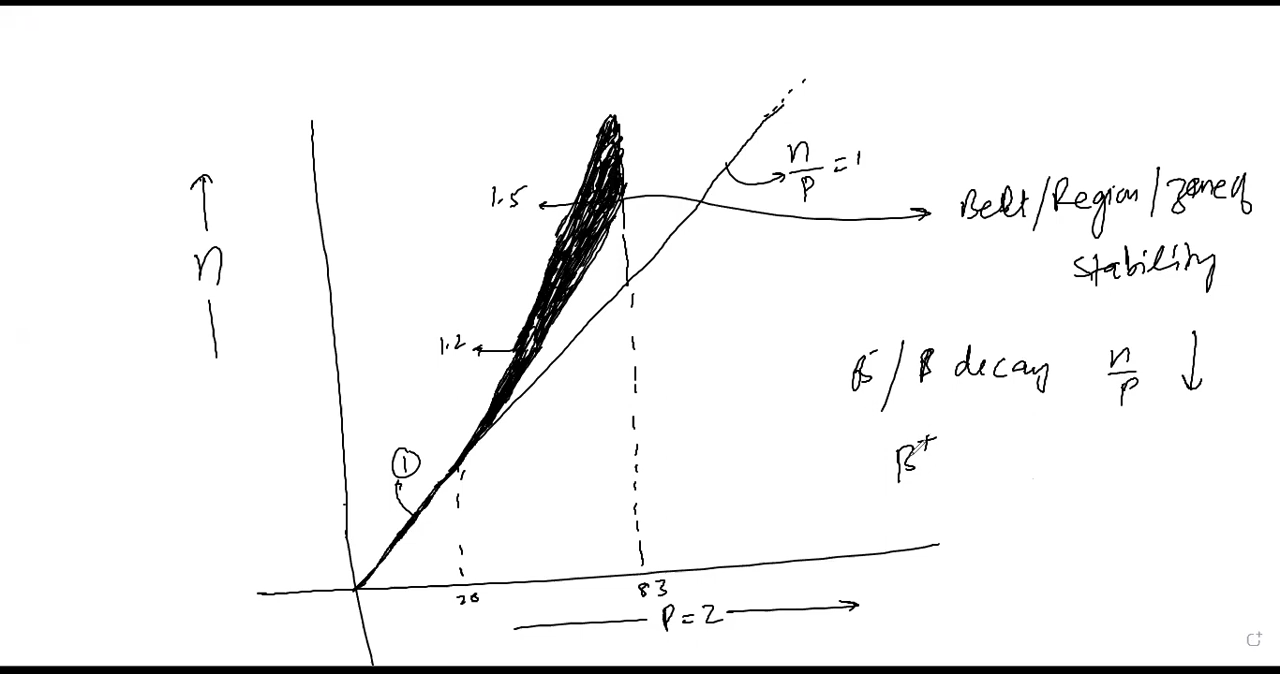 n/p = 1
1.5
Belt/Region/zone of
stability
n
1.2
β⁻/β decay n/p ↓
β⁺
①
20
83
P = Z